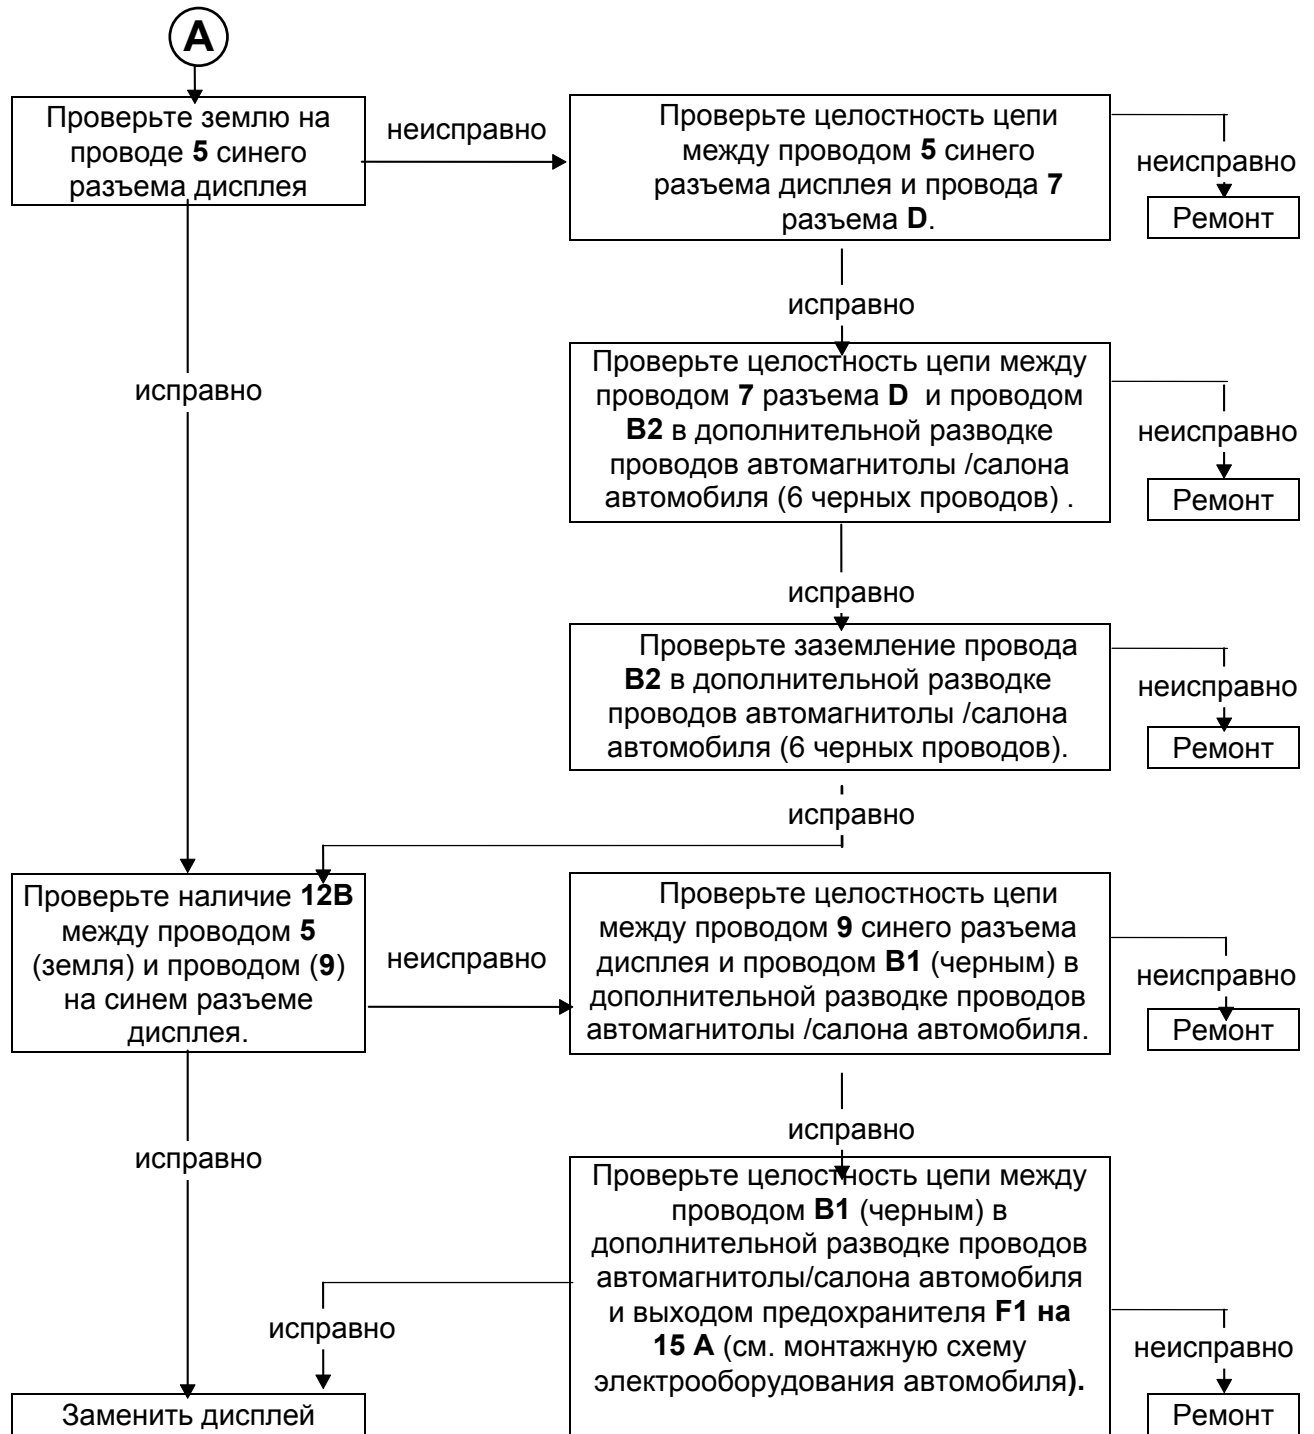 A
Проверьте землю на
проводе 5 синего
разъема дисплея
неисправно
Проверьте целостность цепи
между проводом 5 синего
разъема дисплея и провода 7
разъема D.
неисправно
Ремонт
исправно
исправно
Проверьте целостность цепи между
проводом 7 разъема D и проводом
B2 в дополнительной разводке
проводов автомагнитолы /салона
автомобиля (6 черных проводов) .
неисправно
Ремонт
исправно
Проверьте заземление провода
B2 в дополнительной разводке
проводов автомагнитолы /салона
автомобиля (6 черных проводов).
неисправно
Ремонт
исправно
Проверьте наличие 12В
между проводом 5
(земля) и проводом (9)
на синем разъеме
дисплея.
неисправно
Проверьте целостность цепи
между проводом 9 синего разъема
дисплея и проводом B1 (черным) в
дополнительной разводке проводов
автомагнитолы /салона автомобиля.
неисправно
Ремонт
исправно
исправно
Проверьте целостность цепи между
проводом B1 (черным) в
дополнительной разводке проводов
автомагнитолы/салона автомобиля
и выходом предохранителя F1 на
15 А (см. монтажную схему
электрооборудования автомобиля).
исправно
неисправно
Заменить дисплей
Ремонт